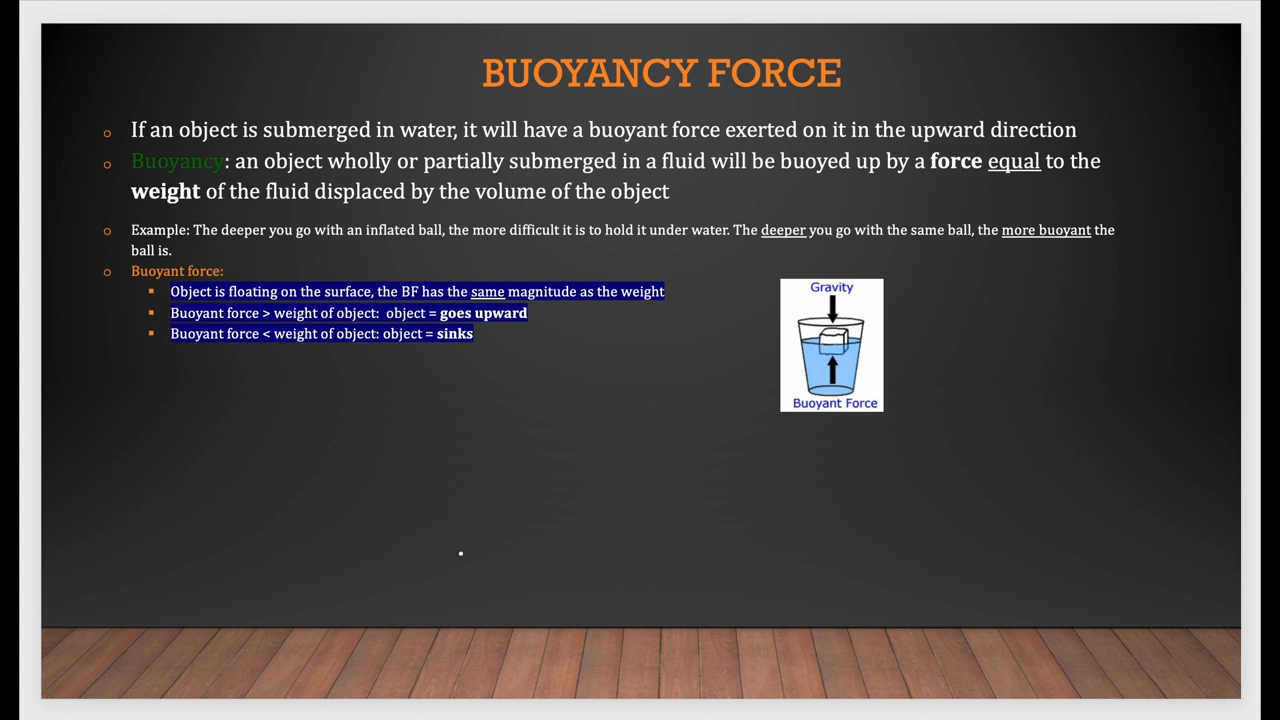 BUOYANCY FORCE
If an object is submerged in water, it will have a buoyant force exerted on it in the upward direction
Buoyancy: an object wholly or partially submerged in a fluid will be buoyed up by a force equal to the
weight of the fluid displaced by the volume of the object
Example: The deeper you go with an inflated ball, the more difficult it is to hold it under water. The deeper you go with the same ball, the more buoyant the
ball is.
Buoyant force:
Object is floating on the surface, the BF has the same magnitude as the weight
Buoyant force > weight of object:  object = goes upward
Buoyant force < weight of object: object = sinks
Gravity
Buoyant Force